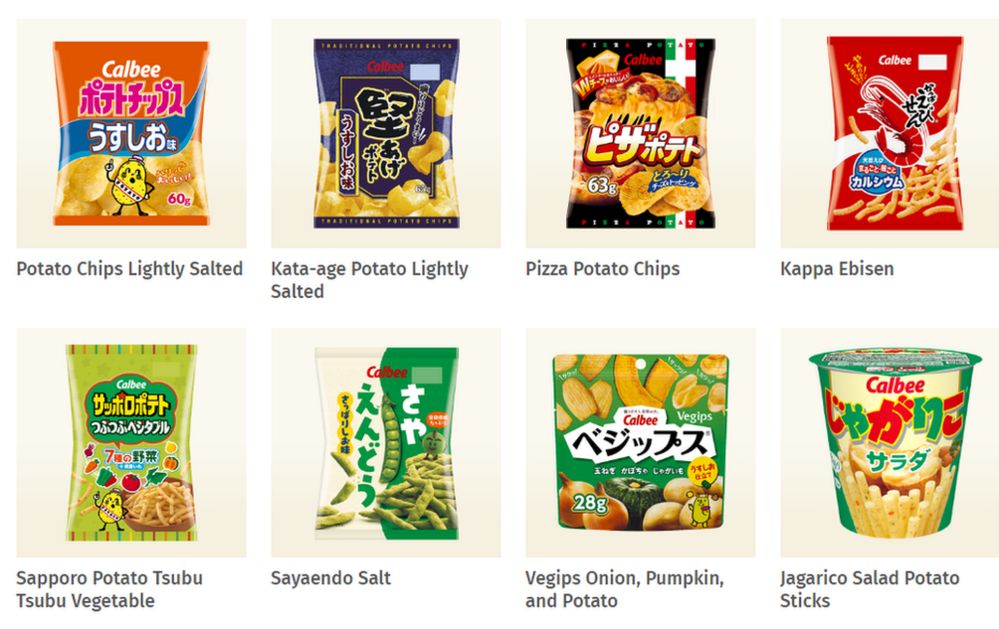 Calbee
ポテトチップス
うすしお味
60g
Potato Chips Lightly Salted
TRADITIONAL POTATO CHIPS
Calbee
堅あげ
ポテト
うすしお味
TRADITIONAL POTATO CHIPS
Kata-age Potato Lightly
Salted
PIZZA POTATO
Calbee
ピザポテト
63g
とろ〜り
チーズトッピング
PIZZA POTATO
Pizza Potato Chips
Calbee
かっぱ
えびせん
カルシウム
Kappa Ebisen
Calbee
サッポロポテト
つぶつぶベジタブル
7種の野菜
Sapporo Potato Tsubu
Tsubu Vegetable
Calbee
さや
えんどう
さっぱりしお味
Sayaendo Salt
Calbee
Vegips
ベジップス
玉ねぎ かぼちゃ じゃがいも
うすしお
仕立て
28g
Vegips Onion, Pumpkin,
and Potato
Calbee
じゃがりこ
サラダ
Jagarico Salad Potato
Sticks